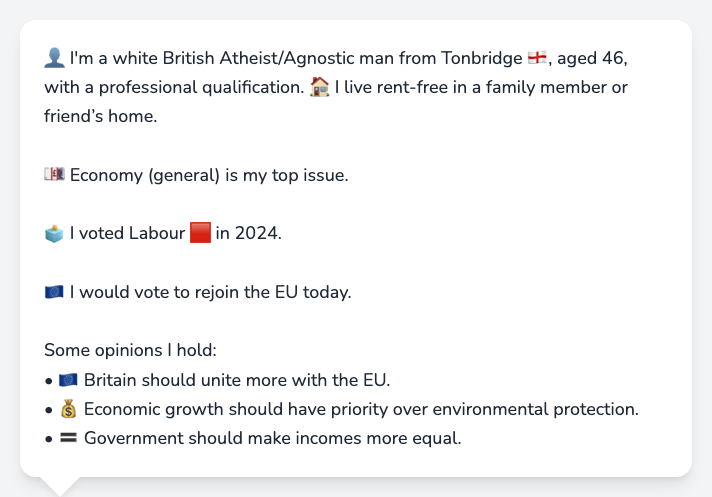 👤 I'm a white British Atheist/Agnostic man from Tonbridge 🏴󠁧󠁢󠁥󠁮󠁧󠁿, aged 46,
with a professional qualification. 🏠 I live rent-free in a family member or
friend’s home.
💷 Economy (general) is my top issue.
🗳️ I voted Labour 🟥 in 2024.
🇪🇺 I would vote to rejoin the EU today.
Some opinions I hold:
• 🇪🇺 Britain should unite more with the EU.
• 💰 Economic growth should have priority over environmental protection.
• 🟰 Government should make incomes more equal.